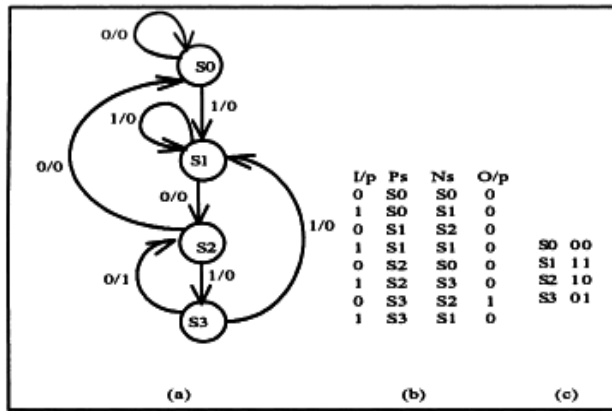 0/0
S0
1/0
1/0
S1
0/0
0/0
1/0
S2
0/1
1/0
S3
I/p Ps Ns O/p
0 S0 S0 0
1 S0 S1 0
0 S1 S2 0
1 S1 S1 0
0 S2 S0 0
1 S2 S3 0
0 S3 S2 1
1 S3 S1 0
S0 00
S1 11
S2 10
S3 01
(a) (b) (c)